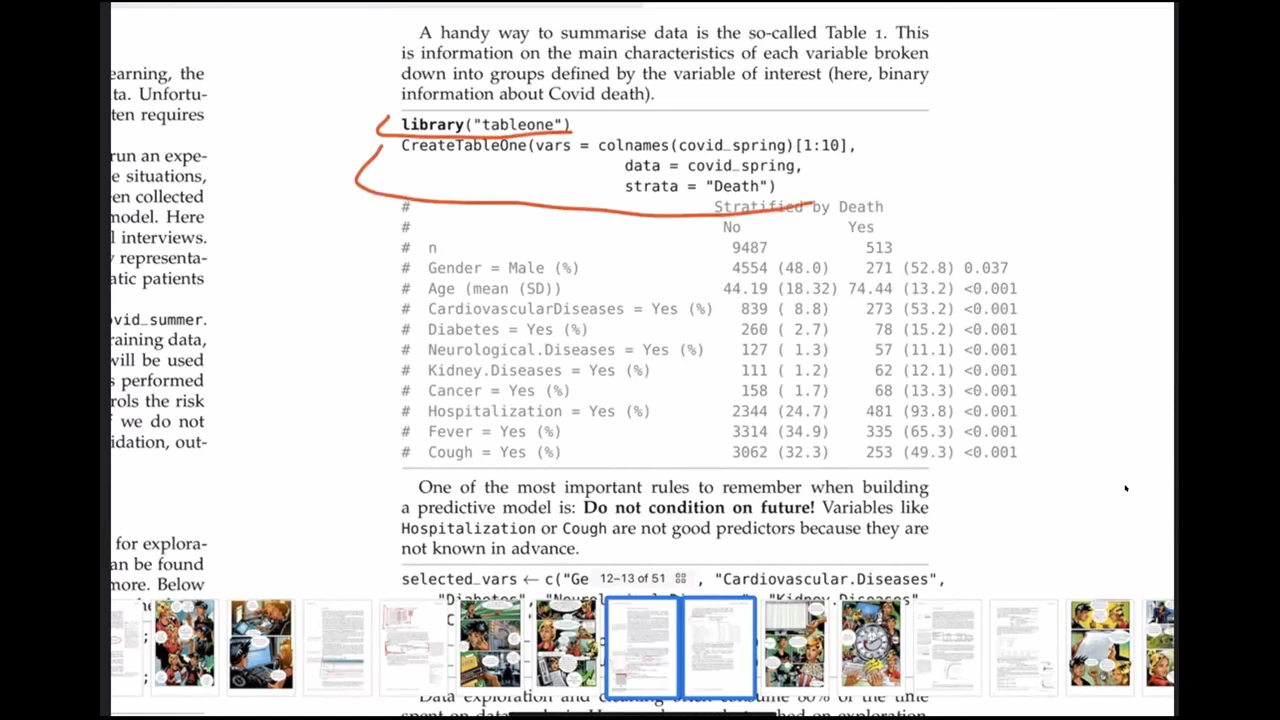 earning, the
ta. Unfortu-
ten requires
run an expe-
e situations,
en collected
model. Here
l interviews.
representa-
atic patients
ovid_summer.
raining data,
will be used
s performed
rols the risk
we do not
idation, out-
for explora-
an be found
more. Below
A handy way to summarise data is the so-called Table 1. This
is information on the main characteristics of each variable broken
down into groups defined by the variable of interest (here, binary
information about Covid death).
library("tableone")
CreateTableOne(vars = colnames(covid_spring)[1:10],
data = covid_spring,
strata = "Death")
# Stratified by Death
# No Yes
# n 9487 513
# Gender = Male (%) 4554 (48.0) 271 (52.8) 0.037
# Age (mean (SD)) 44.19 (18.32) 74.44 (13.2) <0.001
# CardiovascularDiseases = Yes (%) 839 ( 8.8) 273 (53.2) <0.001
# Diabetes = Yes (%) 260 ( 2.7) 78 (15.2) <0.001
# Neurological.Diseases = Yes (%) 127 ( 1.3) 57 (11.1) <0.001
# Kidney.Diseases = Yes (%) 111 ( 1.2) 62 (12.1) <0.001
# Cancer = Yes (%) 158 ( 1.7) 68 (13.3) <0.001
# Hospitalization = Yes (%) 2344 (24.7) 481 (93.8) <0.001
# Fever = Yes (%) 3314 (34.9) 335 (65.3) <0.001
# Cough = Yes (%) 3062 (32.3) 253 (49.3) <0.001
One of the most important rules to remember when building
a predictive model is: Do not condition on future! Variables like
Hospitalization or Cough are not good predictors because they are
not known in advance.
selected_vars ← c("Ge 12–13 of 51 , "Cardiovascular.Diseases",
Data exploration and cleaning often consume 80% of the time